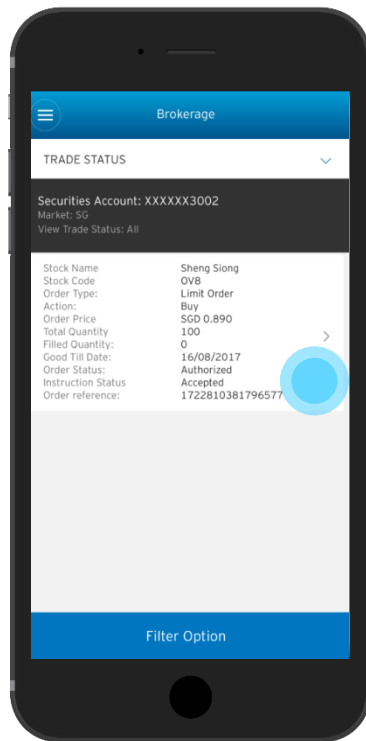 Brokerage
TRADE STATUS
Securities Account: XXXXXX3002
Market: SG
View Trade Status: All
Stock Name Sheng Siong
Stock Code OV8
Order Type: Limit Order
Action: Buy
Order Price SGD 0.890
Total Quantity 100
Filled Quantity: 0
Good Till Date: 16/08/2017
Order Status: Authorized
Instruction Status Accepted
Order reference: 1722810381796577
Filter Option